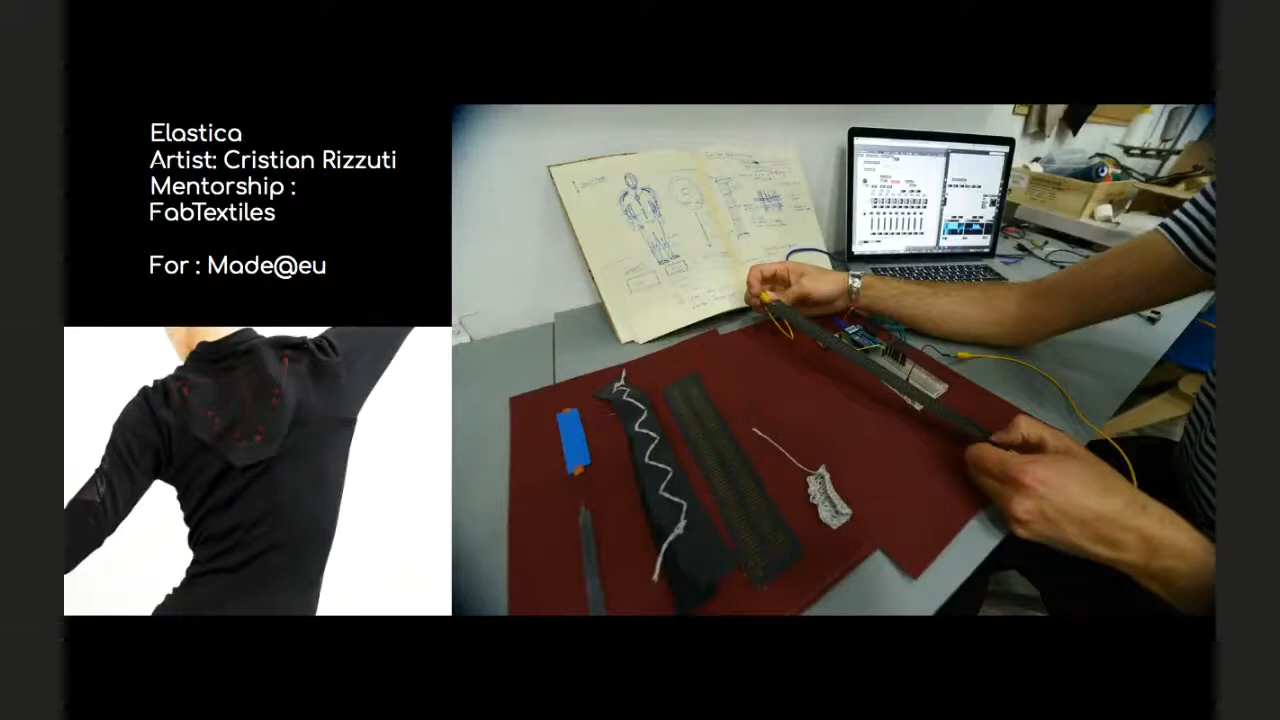 Elastica
Artist: Cristian Rizzuti
Mentorship :
FabTextiles
For : Made@eu